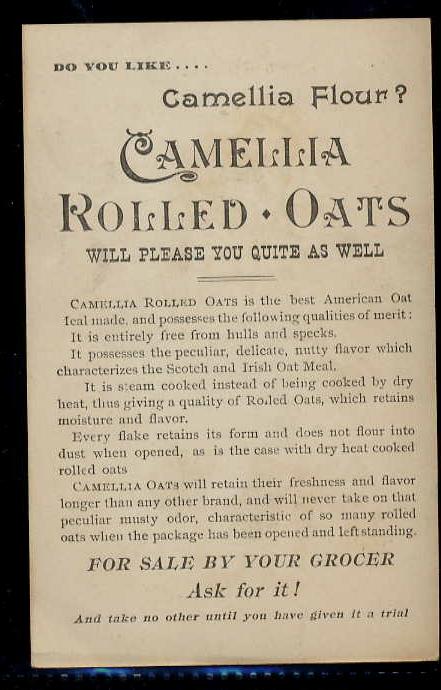 DO YOU LIKE....
Camellia Flour?
CAMELLIA
ROLLED · OATS
WILL PLEASE YOU QUITE AS WELL
CAMELLIA ROLLED OATS is the best American Oat
leal made, and possesses the following qualities of merit:
It is entirely free from hulls and specks.
It possesses the peculiar, delicate, nutty flavor which
characterizes the Scotch and Irish Oat Meal.
It is steam cooked instead of being cooked by dry
heat, thus giving a quality of Rolled Oats, which retains
moisture and flavor.
Every flake retains its form and does not flour into
dust when opened, as is the case with dry heat cooked
rolled oats
CAMELLIA OATS will retain their freshness and flavor
longer than any other brand, and will never take on that
peculiar musty odor, characteristic of so many rolled
oats when the package has been opened and left standing.
FOR SALE BY YOUR GROCER
Ask for it!
And take no other until you have given it a trial